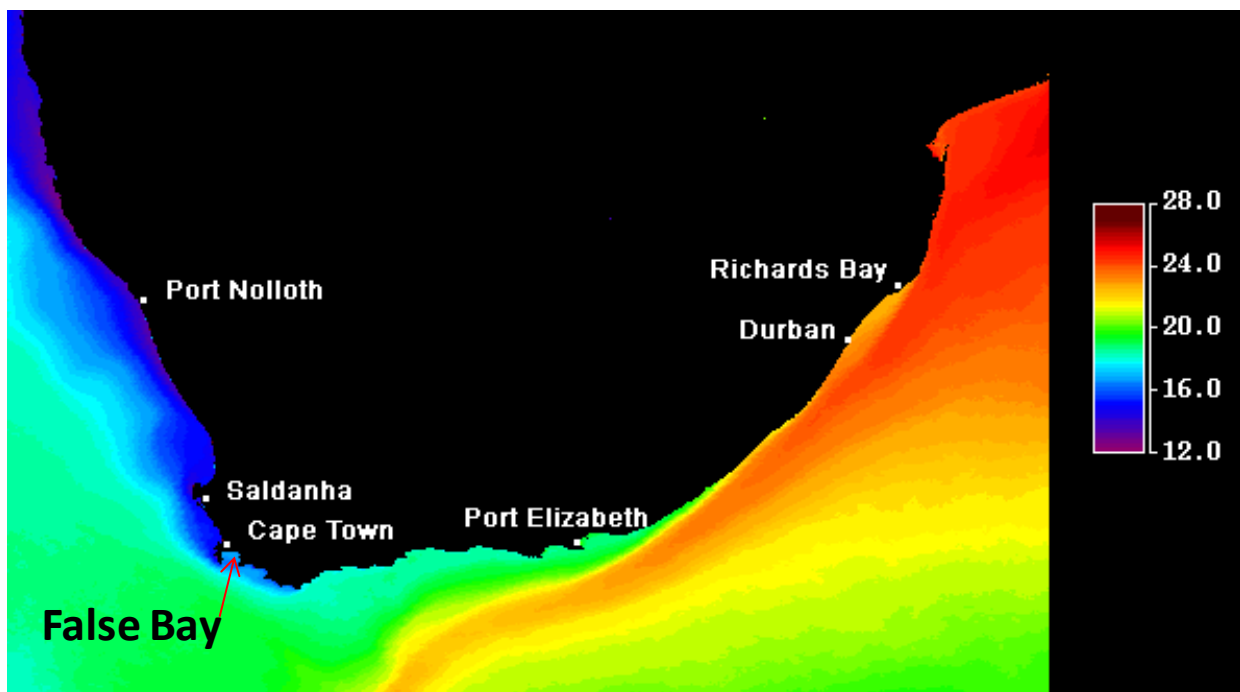 28.0
Richards Bay
24.0
Port Nolloth
Durban
20.0
16.0
12.0
Saldanha
Port Elizabeth
Cape Town
False Bay